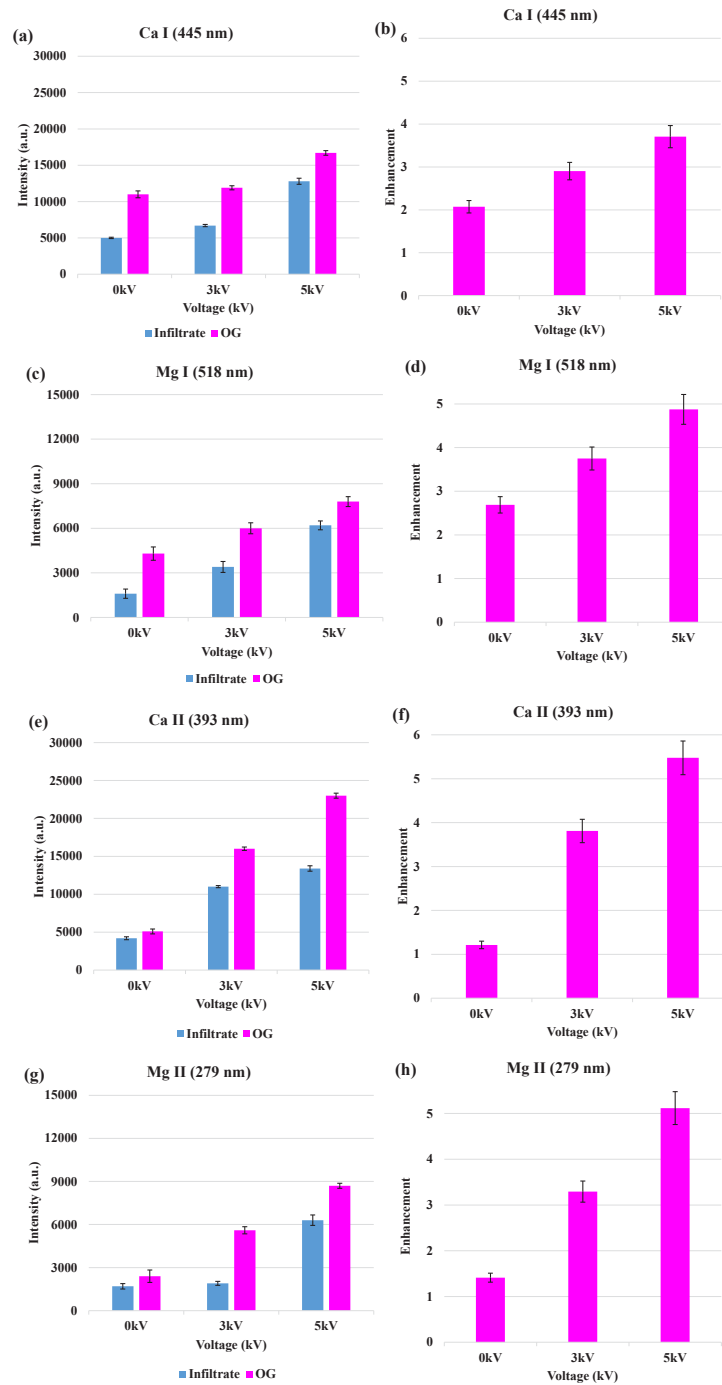 (a)
Ca I (445 nm)
30000
25000
20000
15000
10000
5000
0
Intensity (a.u.)
0kV 3kV 5kV
Voltage (kV)
Infiltrate OG
(b)
Ca I (445 nm)
6
5
4
3
2
1
0
Enhancement
0kV 3kV 5kV
Voltage (kV)
(c)
Mg I (518 nm)
15000
12000
9000
6000
3000
0
Intensity (a.u.)
0kV 3kV 5kV
Voltage (kV)
Infiltrate OG
(d)
Mg I (518 nm)
5
4
3
2
1
0
Enhancement
0kV 3kV 5kV
Voltage (kV)
(e)
Ca II (393 nm)
30000
25000
20000
15000
10000
5000
0
Intensity (a.u.)
0kV 3kV 5kV
Voltage (kV)
Infiltrate OG
(f)
Ca II (393 nm)
6
5
4
3
2
1
0
Enhancement
0kV 3kV 5kV
Voltage (kV)
(g)
Mg II (279 nm)
15000
12000
9000
6000
3000
0
Intensity (a.u.)
0kV 3kV 5kV
Voltage (kV)
Infiltrate OG
(h)
Mg II (279 nm)
5
4
3
2
1
0
Enhancement
0kV 3kV 5kV
Voltage (kV)